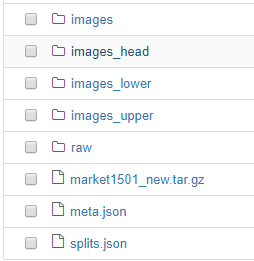 images
images_head
images_lower
images_upper
raw
market1501_new.tar.gz
meta.json
splits.json